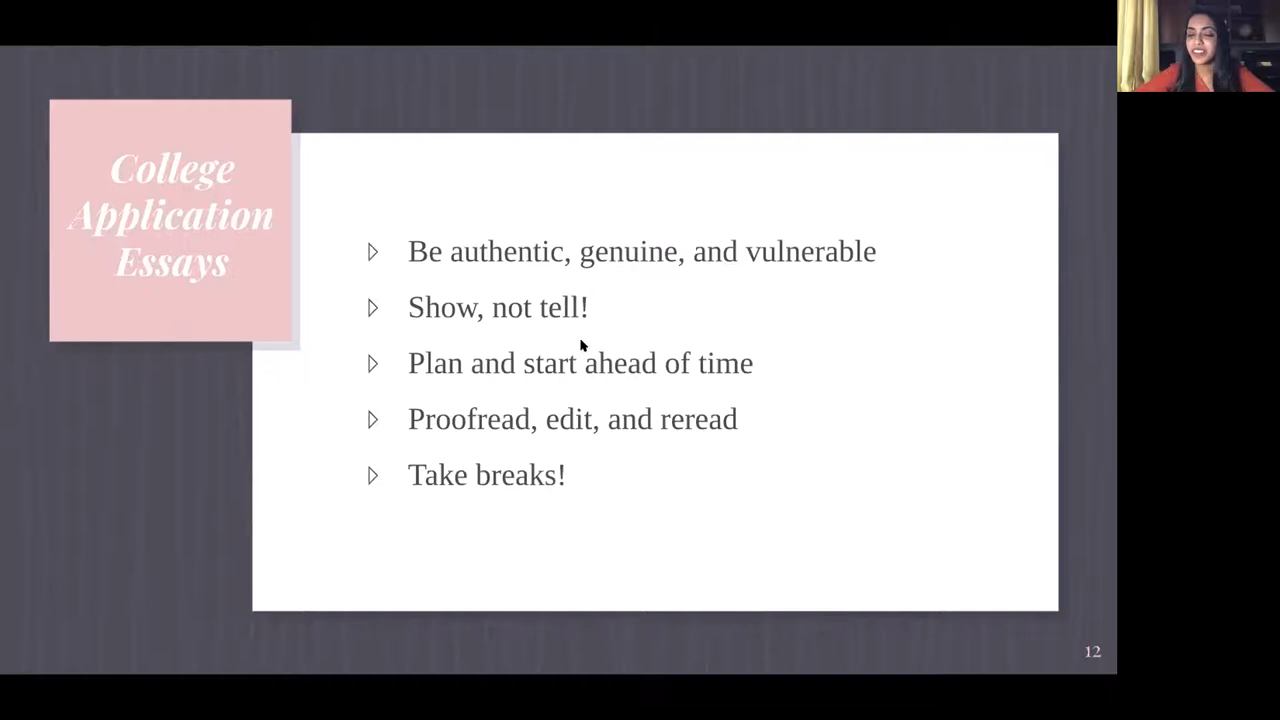 College
Application
Essays
Be authentic, genuine, and vulnerable
Show, not tell!
Plan and start ahead of time
Proofread, edit, and reread
Take breaks!
12